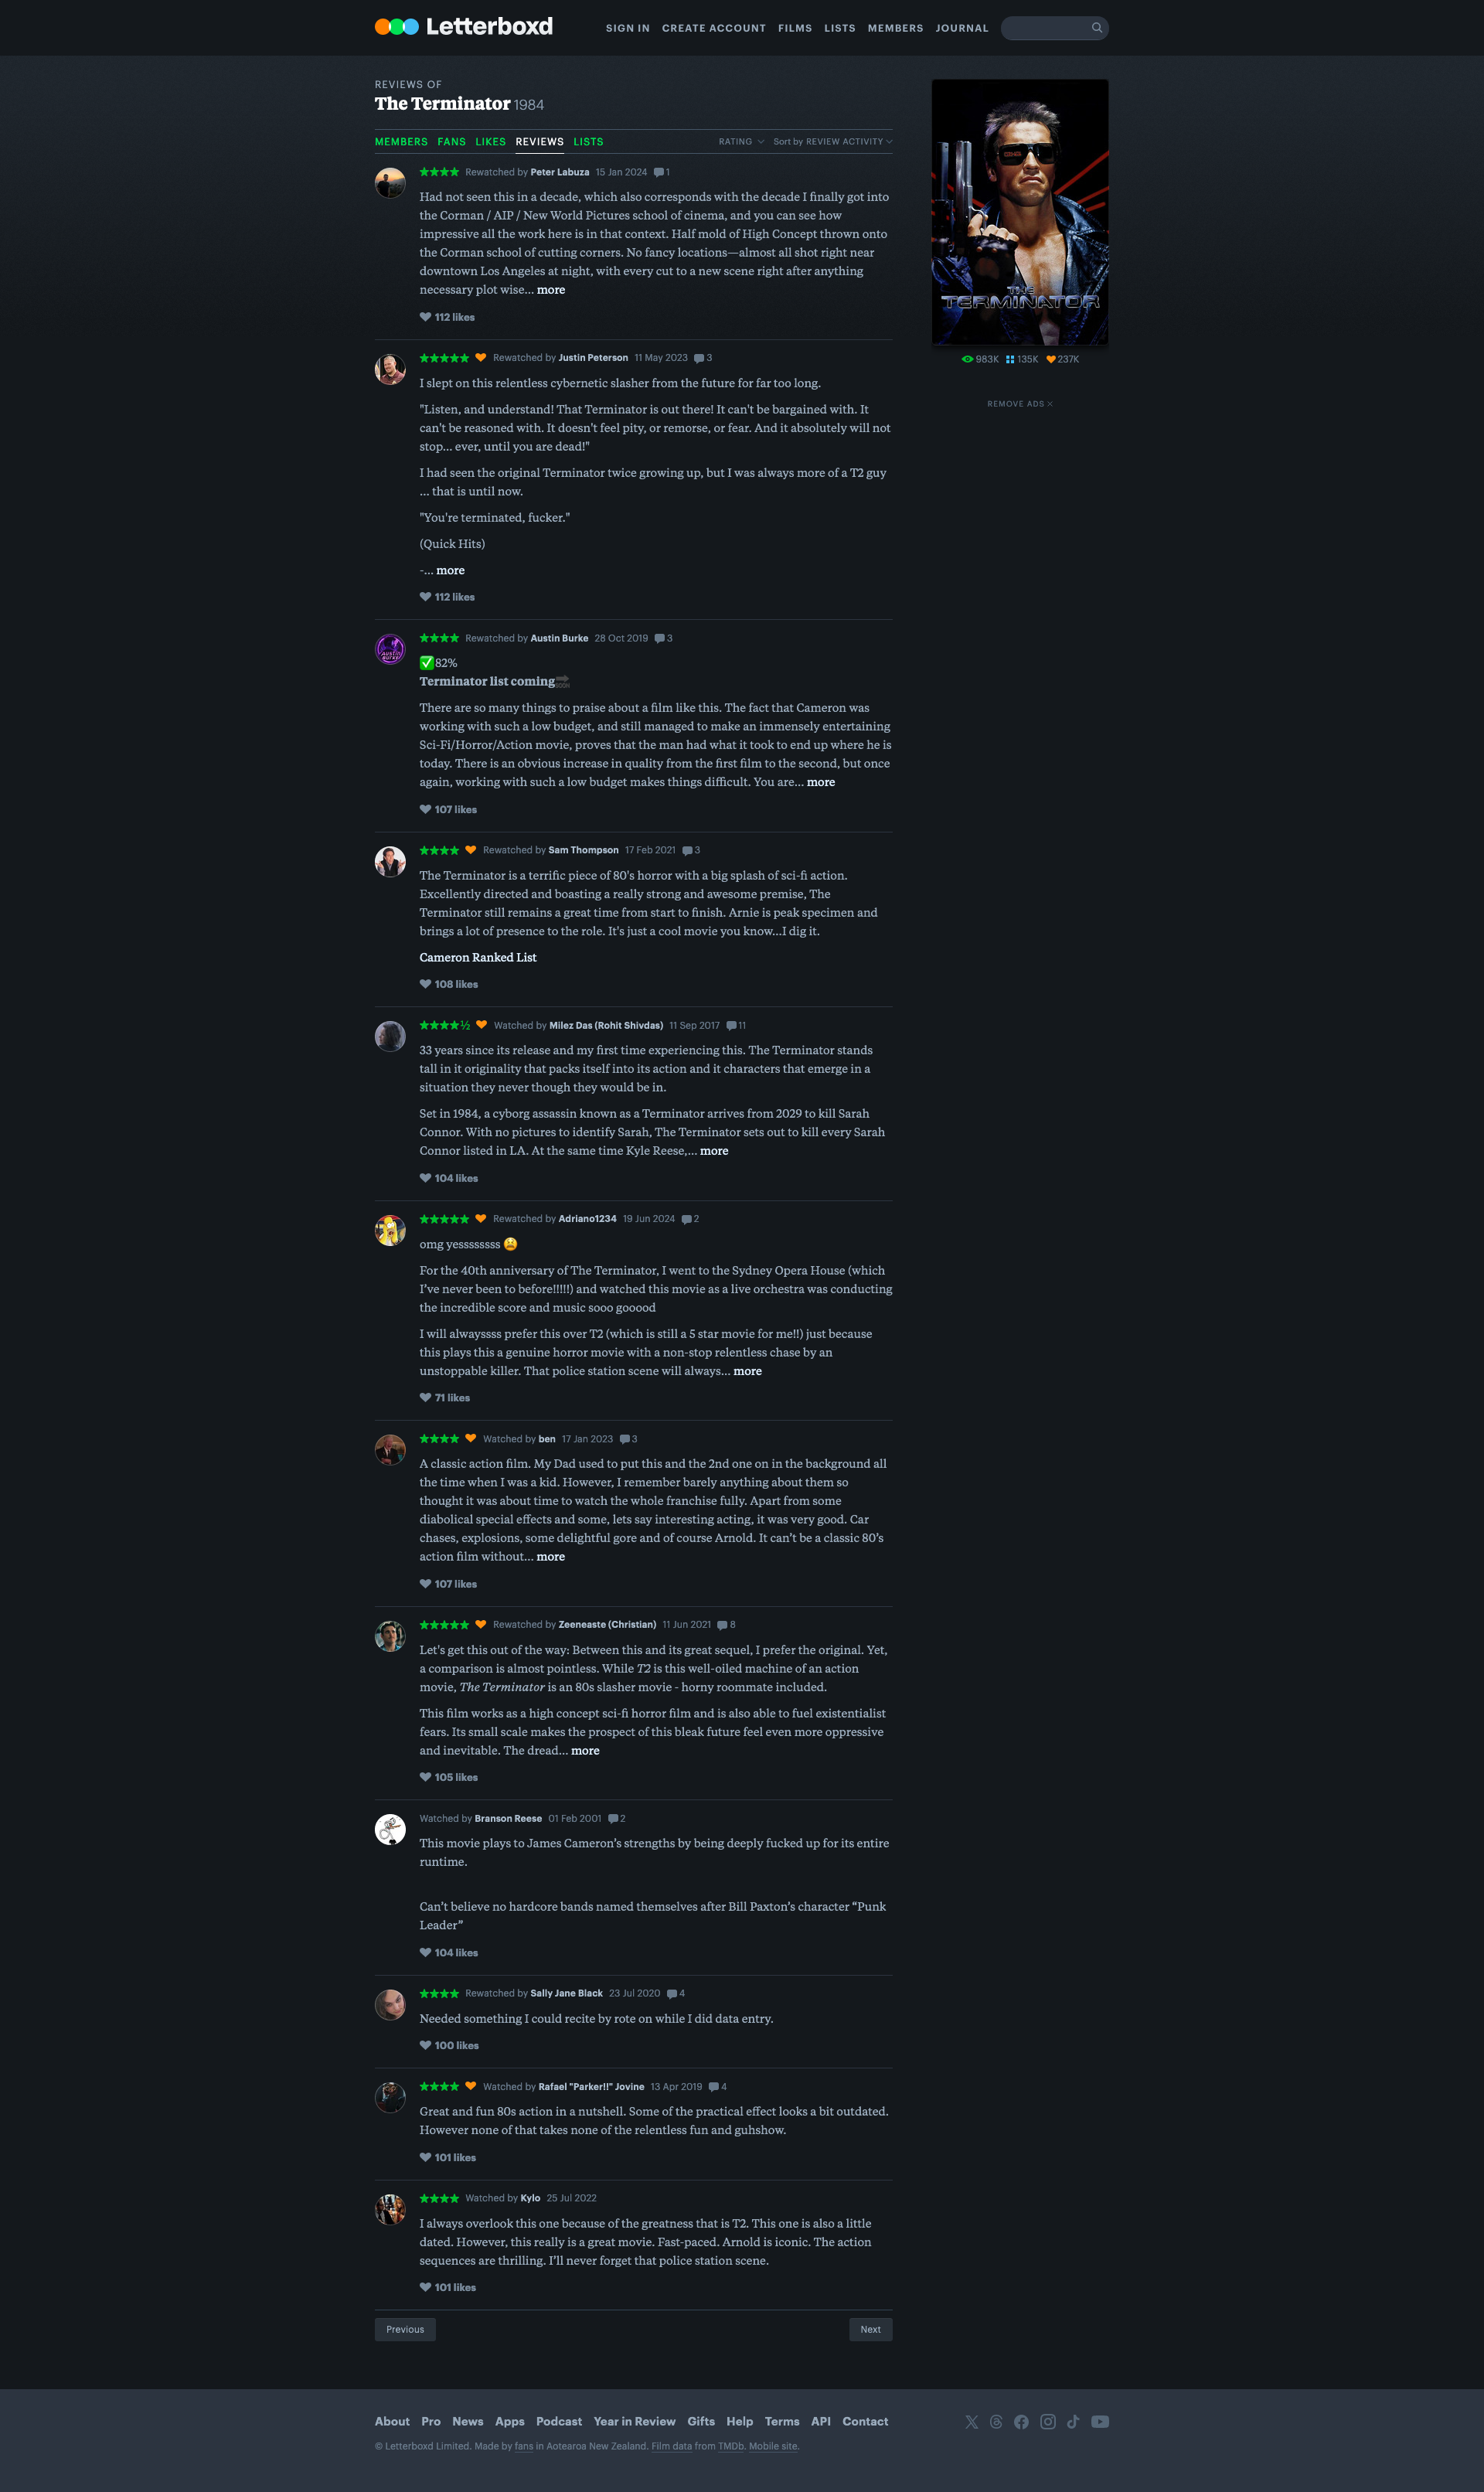 Letterboxd
SIGN IN CREATE ACCOUNT FILMS LISTS MEMBERS JOURNAL
REVIEWS OF
The Terminator 1984
MEMBERS FANS LIKES REVIEWS LISTS RATING Sort by REVIEW ACTIVITY
THE
TERMINATOR
983K 135K 237K
REMOVE ADS
★★★★ Rewatched by Peter Labuza 15 Jan 2024 1
Had not seen this in a decade, which also corresponds with the decade I finally got into
the Corman / AIP / New World Pictures school of cinema, and you can see how
impressive all the work here is in that context. Half mold of High Concept thrown onto
the Corman school of cutting corners. No fancy locations—almost all shot right near
downtown Los Angeles at night, with every cut to a new scene right after anything
necessary plot wise… more
112 likes
★★★★★ Rewatched by Justin Peterson 11 May 2023 3
I slept on this relentless cybernetic slasher from the future for far too long.
"Listen, and understand! That Terminator is out there! It can't be bargained with. It
can't be reasoned with. It doesn't feel pity, or remorse, or fear. And it absolutely will not
stop... ever, until you are dead!"
I had seen the original Terminator twice growing up, but I was always more of a T2 guy
… that is until now.
"You're terminated, fucker."
(Quick Hits)
-… more
112 likes
AUSTIN
BURKE
★★★★ Rewatched by Austin Burke 28 Oct 2019 3
✅82%
Terminator list coming🔜
There are so many things to praise about a film like this. The fact that Cameron was
working with such a low budget, and still managed to make an immensely entertaining
Sci-Fi/Horror/Action movie, proves that the man had what it took to end up where he is
today. There is an obvious increase in quality from the first film to the second, but once
again, working with such a low budget makes things difficult. You are… more
107 likes
★★★★ Rewatched by Sam Thompson 17 Feb 2021 3
The Terminator is a terrific piece of 80's horror with a big splash of sci-fi action.
Excellently directed and boasting a really strong and awesome premise, The
Terminator still remains a great time from start to finish. Arnie is peak specimen and
brings a lot of presence to the role. It's just a cool movie you know...I dig it.
Cameron Ranked List
108 likes
★★★★½ Watched by Milez Das (Rohit Shivdas) 11 Sep 2017 11
33 years since its release and my first time experiencing this. The Terminator stands
tall in it originality that packs itself into its action and it characters that emerge in a
situation they never though they would be in.
Set in 1984, a cyborg assassin known as a Terminator arrives from 2029 to kill Sarah
Connor. With no pictures to identify Sarah, The Terminator sets out to kill every Sarah
Connor listed in LA. At the same time Kyle Reese,… more
104 likes
★★★★★ Rewatched by Adriano1234 19 Jun 2024 2
omg yessssssss 😫
For the 40th anniversary of The Terminator, I went to the Sydney Opera House (which
I've never been to before!!!!!) and watched this movie as a live orchestra was conducting
the incredible score and music sooo gooood
I will alwayssss prefer this over T2 (which is still a 5 star movie for me!!) just because
this plays this a genuine horror movie with a non-stop relentless chase by an
unstoppable killer. That police station scene will always… more
71 likes
★★★★ Watched by ben 17 Jan 2023 3
A classic action film. My Dad used to put this and the 2nd one on in the background all
the time when I was a kid. However, I remember barely anything about them so
thought it was about time to watch the whole franchise fully. Apart from some
diabolical special effects and some, lets say interesting acting, it was very good. Car
chases, explosions, some delightful gore and of course Arnold. It can't be a classic 80's
action film without… more
107 likes
★★★★★ Rewatched by Zeeneaste (Christian) 11 Jun 2021 8
Let's get this out of the way: Between this and its great sequel, I prefer the original. Yet,
a comparison is almost pointless. While T2 is this well-oiled machine of an action
movie, The Terminator is an 80s slasher movie - horny roommate included.
This film works as a high concept sci-fi horror film and is also able to fuel existentialist
fears. Its small scale makes the prospect of this bleak future feel even more oppressive
and inevitable. The dread… more
105 likes
Watched by Branson Reese 01 Feb 2001 2
This movie plays to James Cameron's strengths by being deeply fucked up for its entire
runtime.
Can't believe no hardcore bands named themselves after Bill Paxton's character “Punk
Leader”
104 likes
★★★★ Rewatched by Sally Jane Black 23 Jul 2020 4
Needed something I could recite by rote on while I did data entry.
100 likes
★★★★ Watched by Rafael "Parker!!" Jovine 13 Apr 2019 4
Great and fun 80s action in a nutshell. Some of the practical effect looks a bit outdated.
However none of that takes none of the relentless fun and guhshow.
101 likes
★★★★ Watched by Kylo 25 Jul 2022
I always overlook this one because of the greatness that is T2. This one is also a little
dated. However, this really is a great movie. Fast-paced. Arnold is iconic. The action
sequences are thrilling. I'll never forget that police station scene.
101 likes
Previous Next
About Pro News Apps Podcast Year in Review Gifts Help Terms API Contact
© Letterboxd Limited. Made by fans in Aotearoa New Zealand. Film data from TMDb. Mobile site.